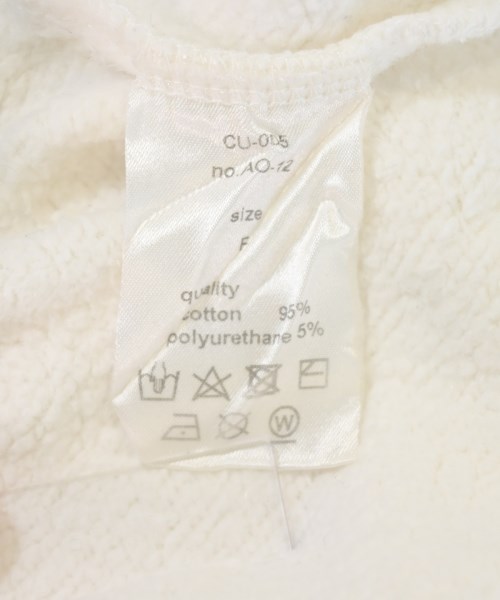 CU-005
no.AO-12
size
F
quality
cotton 95%
polyurethane 5%
W